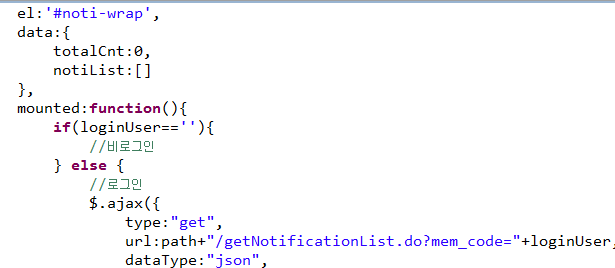 el:'#noti-wrap',
data:{
totalCnt:0,
notiList:[]
},
mounted:function(){
if(loginUser==''){
//비로그인
} else {
//로그인
$.ajax({
type:"get",
url:path+"/getNotificationList.do?mem_code="+loginUser,
dataType:"json",